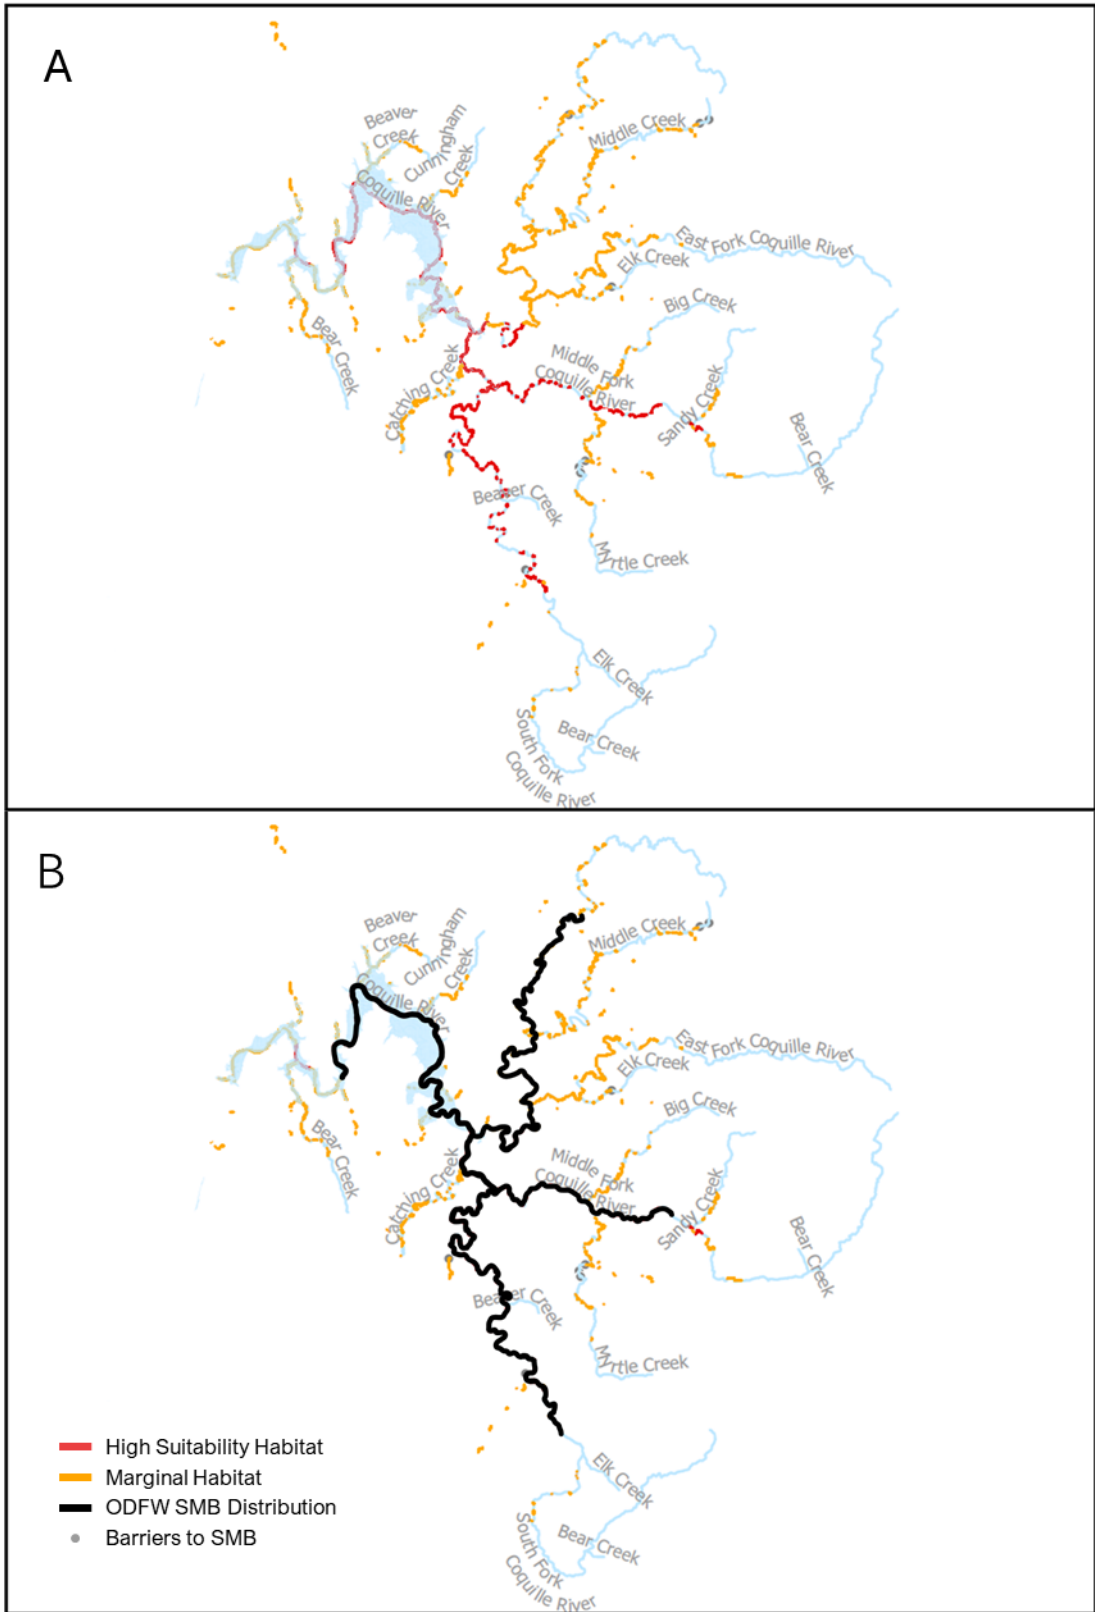 A
Beaver
Creek
Cunningham
Creek
Coquille River
Middle Creek
East Fork Coquille River
Elk Creek
Big Creek
Bear Creek
Middle Fork
Coquille River
Catching Creek
Sandy Creek
Bear Creek
Beaver Creek
Myrtle Creek
Elk Creek
South Fork
Coquille River
Bear Creek
B
Beaver
Creek
Cunningham
Creek
Coquille River
Middle Creek
East Fork Coquille River
Elk Creek
Big Creek
Bear Creek
Middle Fork
Coquille River
Catching Creek
Sandy Creek
Bear Creek
Beaver Creek
Myrtle Creek
High Suitability Habitat
Marginal Habitat
ODFW SMB Distribution
Barriers to SMB
Elk Creek
South Fork
Coquille River
Bear Creek